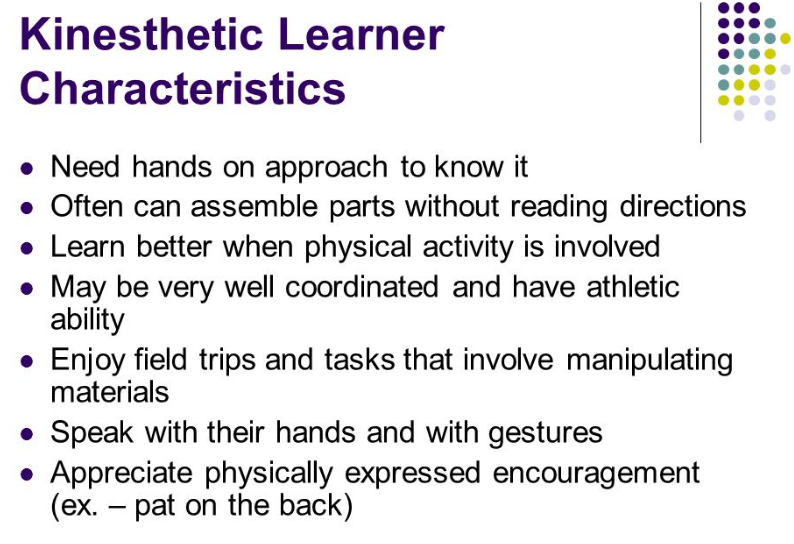 Kinesthetic Learner
Characteristics
● Need hands on approach to know it
● Often can assemble parts without reading directions
● Learn better when physical activity is involved
● May be very well coordinated and have athletic
ability
● Enjoy field trips and tasks that involve manipulating
materials
● Speak with their hands and with gestures
● Appreciate physically expressed encouragement
(ex. – pat on the back)